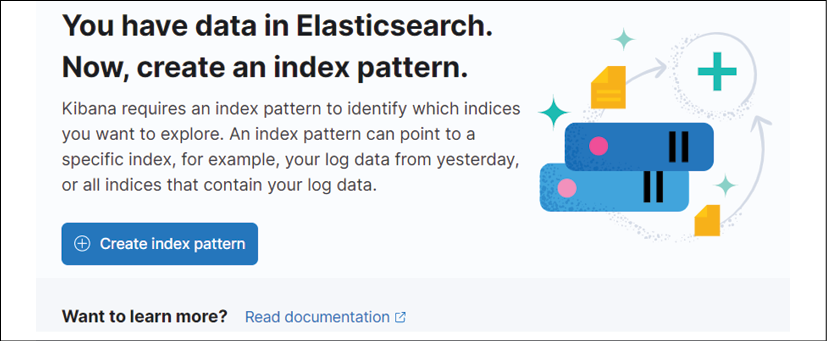 You have data in Elasticsearch.
Now, create an index pattern.
Kibana requires an index pattern to identify which indices
you want to explore. An index pattern can point to a
specific index, for example, your log data from yesterday,
or all indices that contain your log data.
Create index pattern
Want to learn more? Read documentation